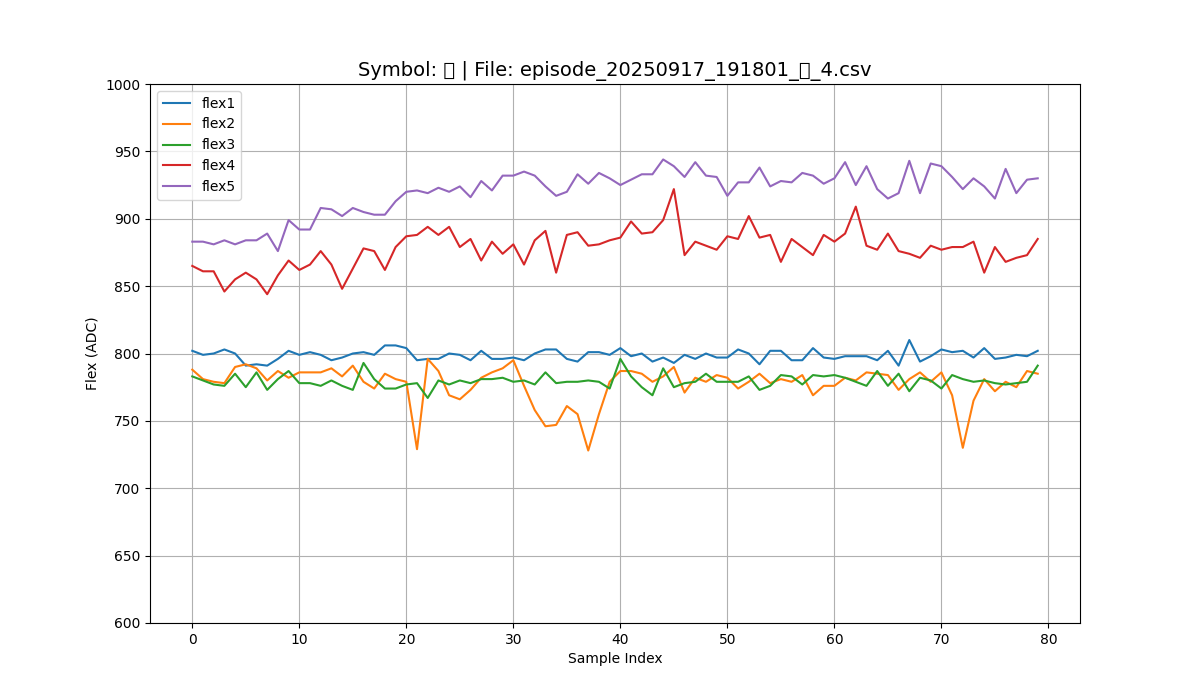 Symbol: | File: episode_20250917_191801_ _4.csv
1000
950
900
850
800
750
700
650
600
Flex (ADC)
flex1
flex2
flex3
flex4
flex5
0 10 20 30 40 50 60 70 80
Sample Index